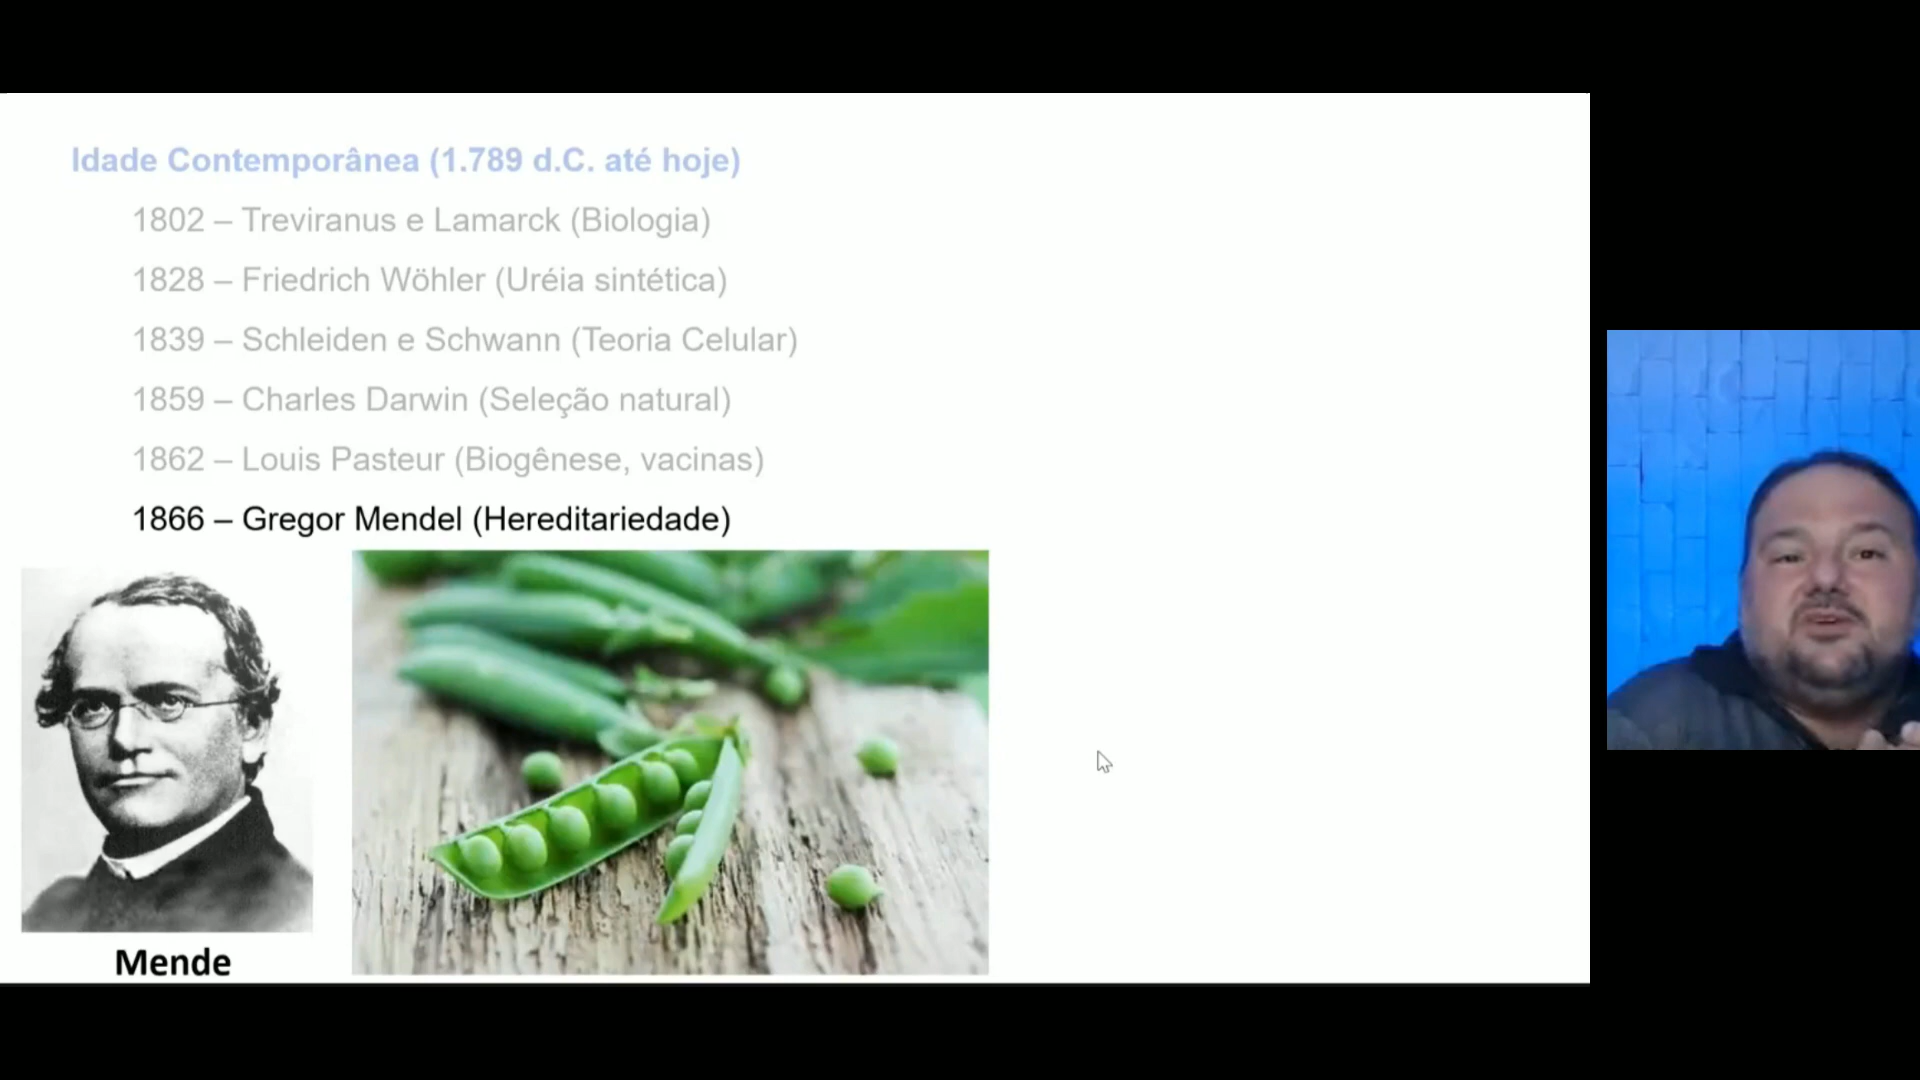 Idade Contemporânea (1.789 d.C. até hoje)
1802 – Treviranus e Lamarck (Biologia)
1828 – Friedrich Wöhler (Uréia sintética)
1839 – Schleiden e Schwann (Teoria Celular)
1859 – Charles Darwin (Seleção natural)
1862 – Louis Pasteur (Biogênese, vacinas)
1866 – Gregor Mendel (Hereditariedade)
Mende